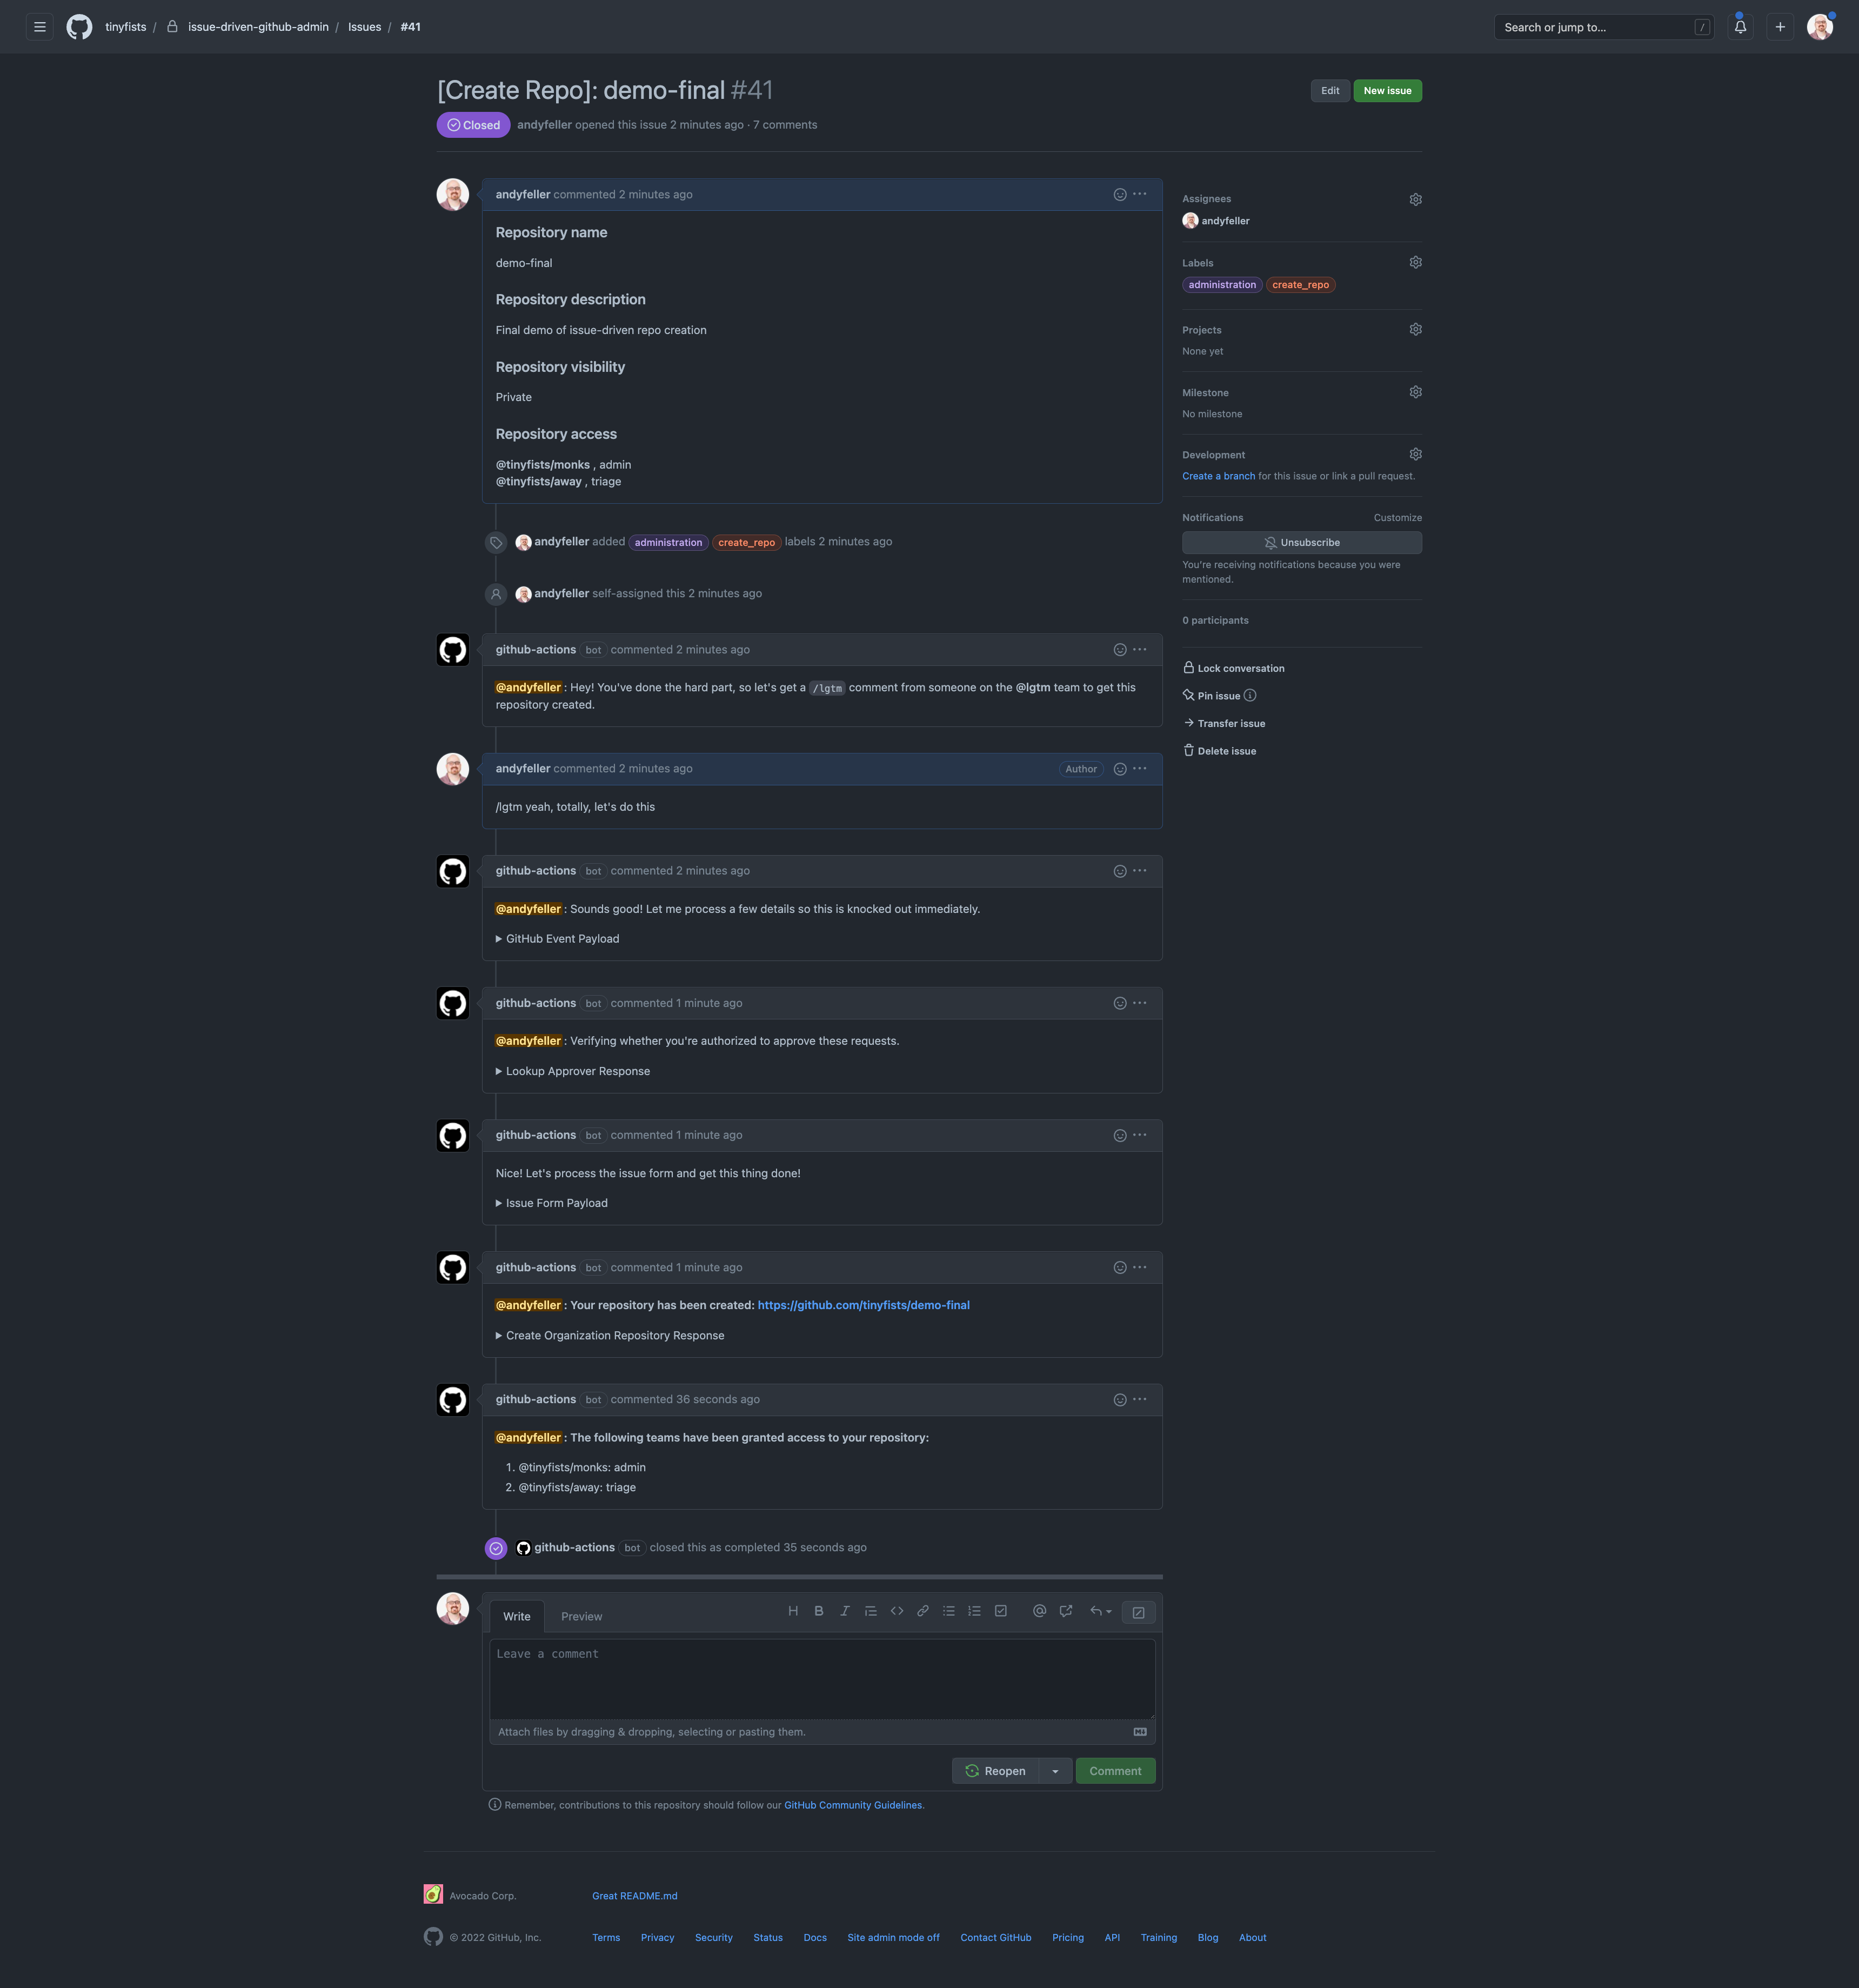 tinyfists / issue-driven-github-admin / Issues / #41
Search or jump to... /
[Create Repo]: demo-final #41
Edit New issue
Closed andyfeller opened this issue 2 minutes ago · 7 comments
andyfeller commented 2 minutes ago
Repository name
demo-final
Repository description
Final demo of issue-driven repo creation
Repository visibility
Private
Repository access
@tinyfists/monks , admin
@tinyfists/away , triage
andyfeller added administration create_repo labels 2 minutes ago
andyfeller self-assigned this 2 minutes ago
github-actions bot commented 2 minutes ago
@andyfeller : Hey! You've done the hard part, so let's get a /lgtm comment from someone on the @lgtm team to get this
repository created.
andyfeller commented 2 minutes ago Author
/lgtm yeah, totally, let's do this
github-actions bot commented 2 minutes ago
@andyfeller : Sounds good! Let me process a few details so this is knocked out immediately.
GitHub Event Payload
github-actions bot commented 1 minute ago
@andyfeller : Verifying whether you're authorized to approve these requests.
Lookup Approver Response
github-actions bot commented 1 minute ago
Nice! Let's process the issue form and get this thing done!
Issue Form Payload
github-actions bot commented 1 minute ago
@andyfeller : Your repository has been created: https://github.com/tinyfists/demo-final
Create Organization Repository Response
github-actions bot commented 36 seconds ago
@andyfeller : The following teams have been granted access to your repository:
1. @tinyfists/monks: admin
2. @tinyfists/away: triage
github-actions bot closed this as completed 35 seconds ago
Write Preview
Leave a comment
Attach files by dragging & dropping, selecting or pasting them.
Reopen Comment
Remember, contributions to this repository should follow our GitHub Community Guidelines.
Assignees
andyfeller
Labels
administration create_repo
Projects
None yet
Milestone
No milestone
Development
Create a branch for this issue or link a pull request.
Notifications Customize
Unsubscribe
You're receiving notifications because you were
mentioned.
0 participants
Lock conversation
Pin issue
Transfer issue
Delete issue
Avocado Corp. Great README.md
© 2022 GitHub, Inc. Terms Privacy Security Status Docs Site admin mode off Contact GitHub Pricing API Training Blog About